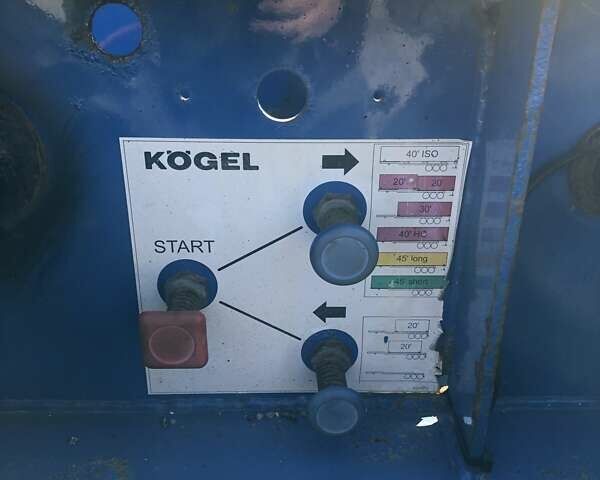 KÖGEL
40' ISO
20' 20'
30'
40' HC
START
45' long
45' short
20'
20'